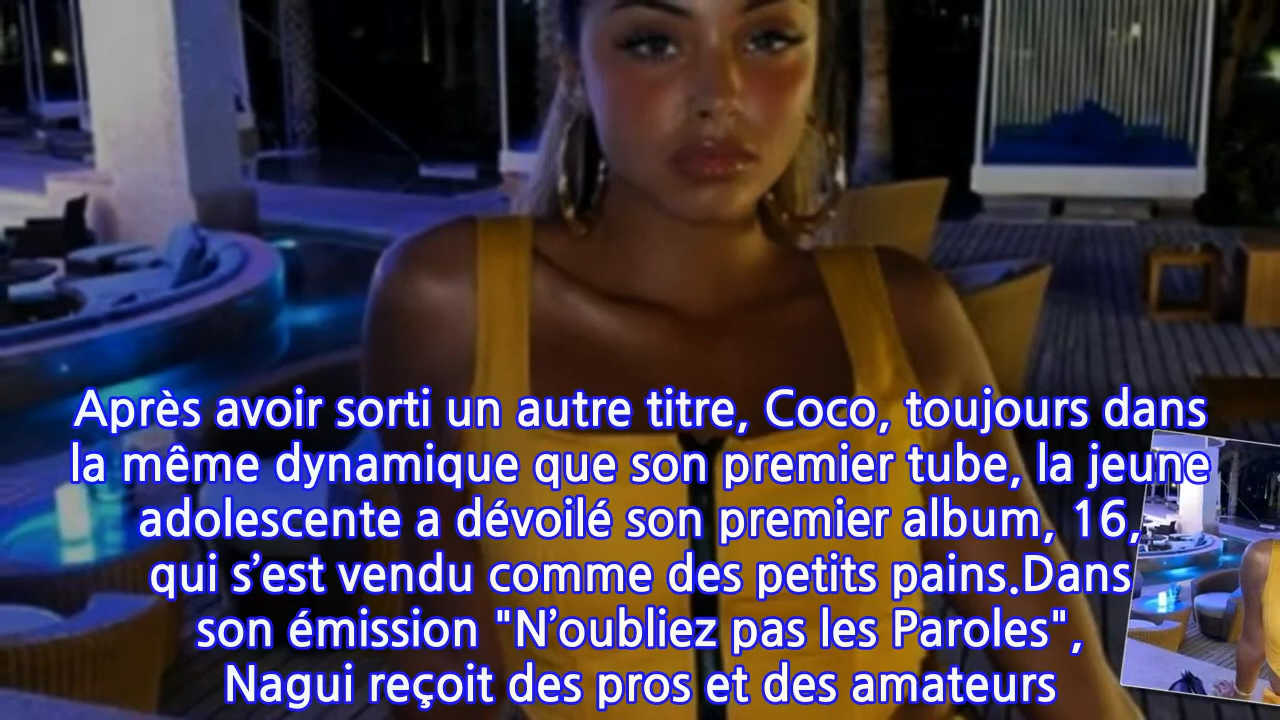 Après avoir sorti un autre titre, Coco, toujours dans
la même dynamique que son premier tube, la jeune
adolescente a dévoilé son premier album, 16,
qui s’est vendu comme des petits pains.Dans
son émission "N’oubliez pas les Paroles",
Nagui reçoit des pros et des amateurs